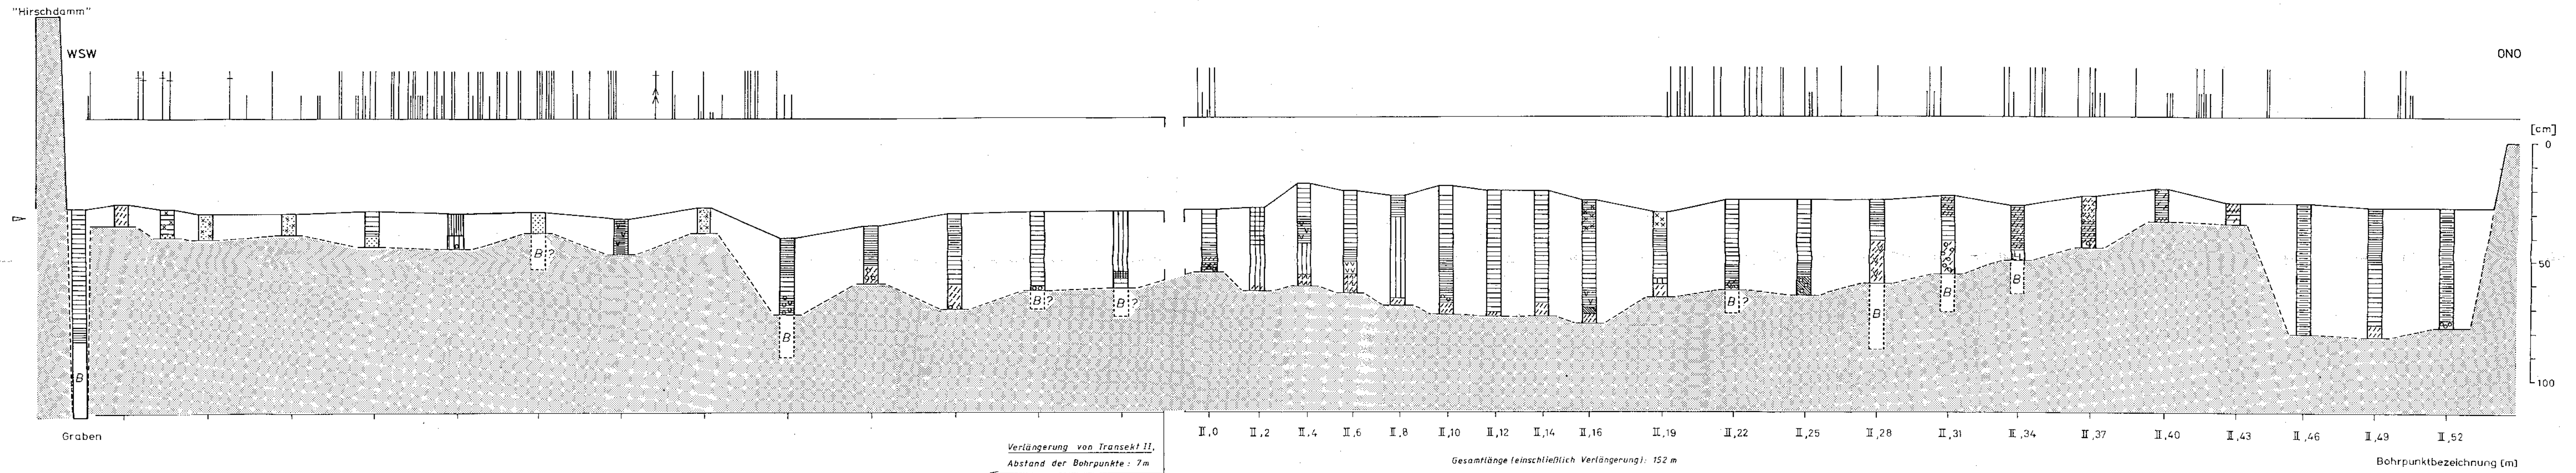 "Hirschdamm"
WSW
ONO
[cm]
0
50
100
B
B ?
B
B ?
B ?
B ?
B
B
B
Graben
Verlängerung von Transekt II,
Abstand der Bohrpunkte : 7m
II,0 II,2 II,4 II,6 II,8 II,10 II,12 II,14 II,16 II,19 II,22 II,25 II,28 II,31 II,34 II,37 II,40 II,43 II,46 II,49 II,52
Gesamtlänge (einschließlich Verlängerung): 152 m
Bohrpunktbezeichnung [m]